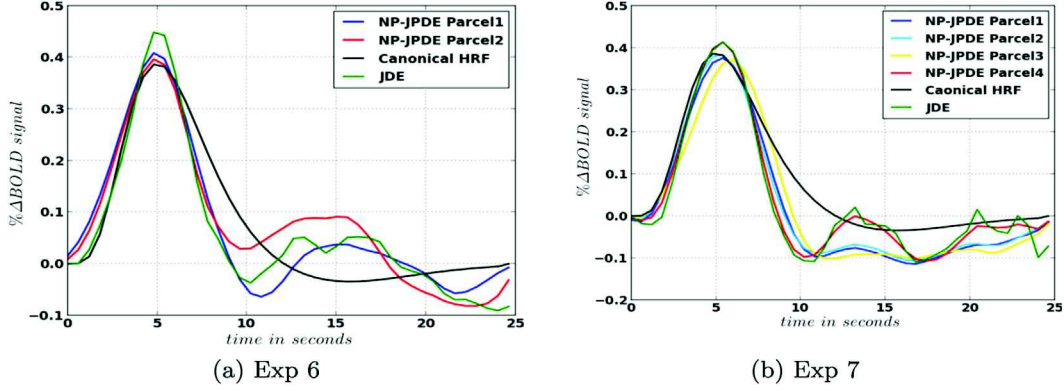 NP-JPDE Parcel1
NP-JPDE Parcel2
Canonical HRF
JDE
0.5
0.4
0.3
0.2
0.1
0.0
−0.1
%ΔBOLD signal
0 5 10 15 20 25
time in seconds
(a) Exp 6
NP-JPDE Parcel1
NP-JPDE Parcel2
NP-JPDE Parcel3
NP-JPDE Parcel4
Caonical HRF
JDE
0.5
0.4
0.3
0.2
0.1
0.0
−0.1
−0.2
%ΔBOLD signal
0 5 10 15 20 25
time in seconds
(b) Exp 7